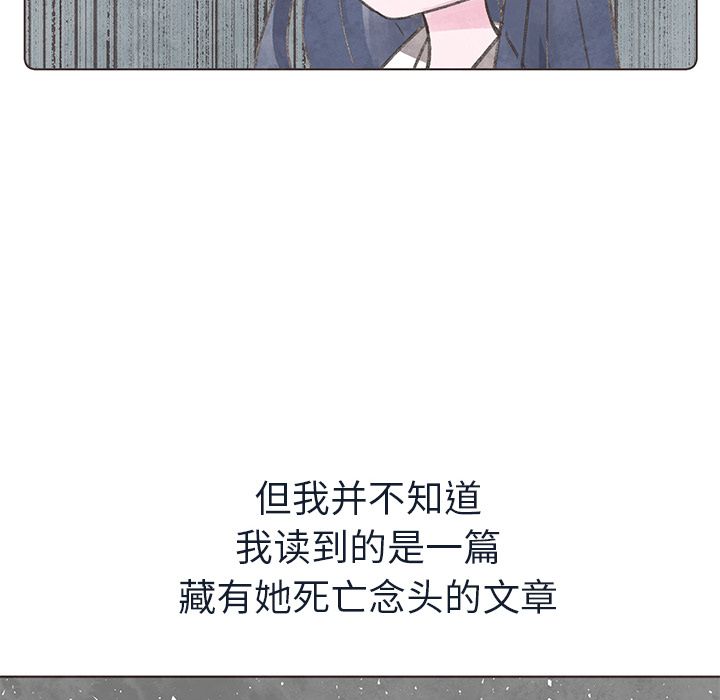 但我并不知道
我读到的是一篇
藏有她死亡念头的文章